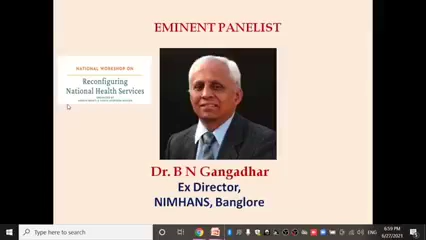 EMINENT PANELIST
NATIONAL WORKSHOP ON
Reconfiguring
National Health Services
Dr. B N Gangadhar
Ex Director,
NIMHANS, Banglore
Type here to search
ENG
6:59 PM
6/27/2021